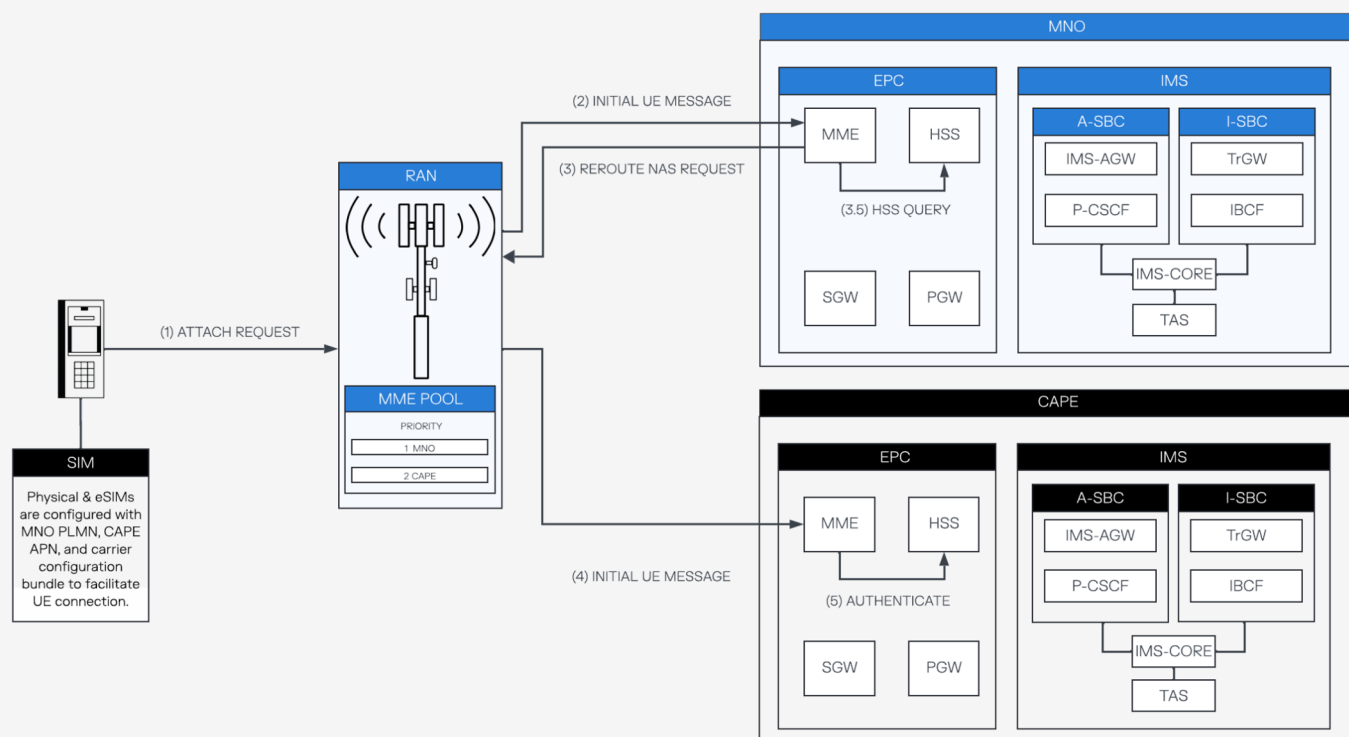 MNO
EPC
IMS
(2) INITIAL UE MESSAGE
MME
HSS
A-SBC
I-SBC
IMS-AGW
TrGW
(3) REROUTE NAS REQUEST
RAN
(3.5) HSS QUERY
P-CSCF
IBCF
IMS-CORE
SGW
PGW
TAS
(1) ATTACH REQUEST
MME POOL
PRIORITY
1 MNO
2 CAPE
SIM
Physical & eSIMs
are configured with
MNO PLMN, CAPE
APN, and carrier
configuration
bundle to facilitate
UE connection.
CAPE
EPC
IMS
A-SBC
I-SBC
MME
HSS
IMS-AGW
TrGW
(4) INITIAL UE MESSAGE
(5) AUTHENTICATE
P-CSCF
IBCF
IMS-CORE
SGW
PGW
TAS